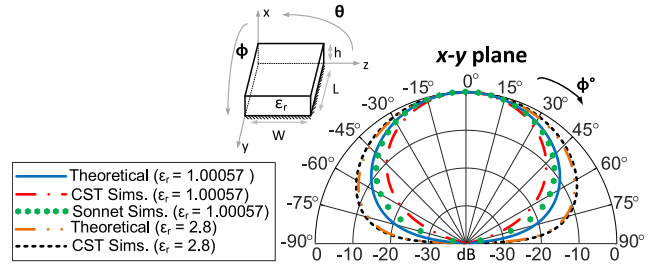 θ
x
ϕ
h
z
L
εr
W
y
x-y plane
ϕ°
-15° 0° 15°
-30° 30°
-45° 45°
-60° 60°
-75° 75°
-90° 90°
0 -10 -20 -30 dB -30 -20 -10 0
Theoretical (εr = 1.00057 )
CST Sims. (εr = 1.00057)
Sonnet Sims. (εr = 1.00057)
Theoretical (εr = 2.8)
CST Sims. (εr = 2.8)